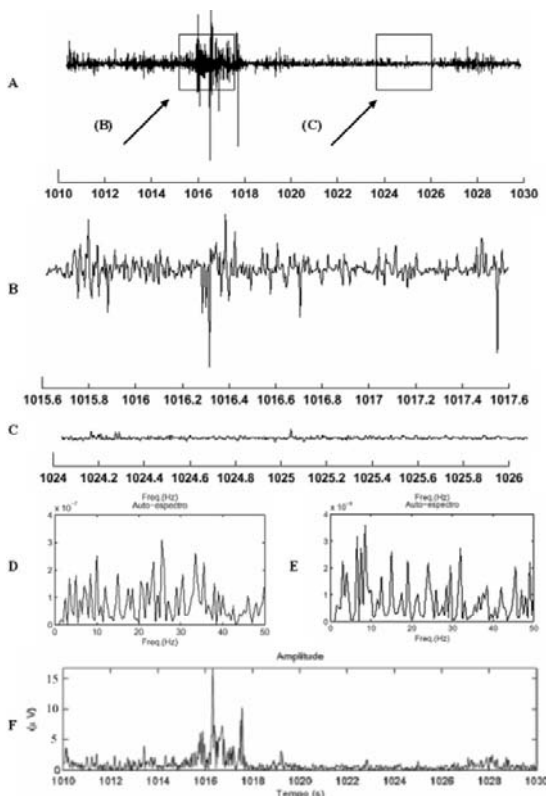 A
(B)
(C)
1010 1012 1014 1016 1018 1020 1022 1024 1026 1028 1030
B
1015.6 1015.8 1016 1016.2 1016.4 1016.6 1016.8 1017 1017.2 1017.4 1017.6
C
1024 1024.2 1024.4 1024.6 1024.8 1025 1025.2 1025.4 1025.6 1025.8 1026
Freq.(Hz) Freq.(Hz)
Auto-espectro Auto-espectro
D
4
3
2
1
0
0 10 20 30 40 50
Freq.(Hz)
E
4
3
2
1
0
0 10 20 30 40 50
Freq.(Hz)
Amplitude
F
(μ V)
15
10
5
0
1010 1012 1014 1016 1018 1020 1022 1024 1026 1028 1030
Tempo (s)